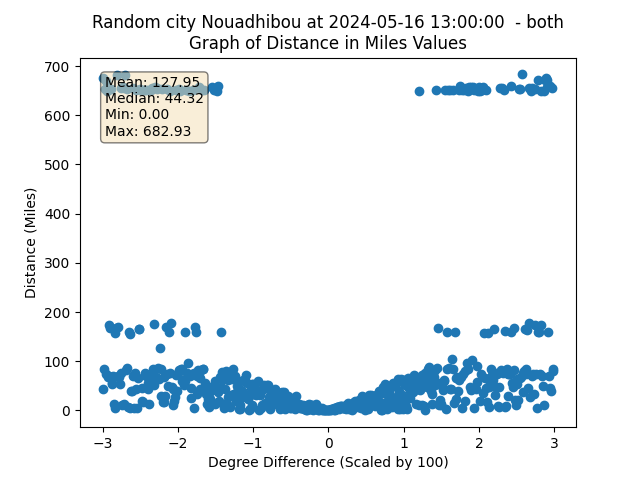 Random city Nouadhibou at 2024-05-16 13:00:00 - both
Graph of Distance in Miles Values
Mean: 127.95
Median: 44.32
Min: 0.00
Max: 682.93
700
600
500
400
300
200
100
0
Distance (Miles)
−3
−2
−1
0
1
2
3
Degree Difference (Scaled by 100)